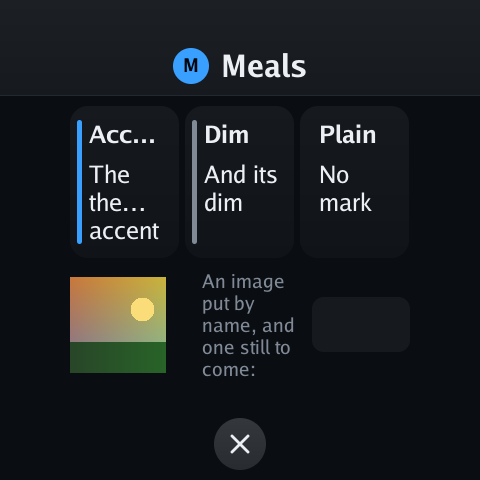 M Meals
Acc...
The
the...
accent
Dim
And its
dim
Plain
No
mark
An image
put by
name, and
one still to
come: